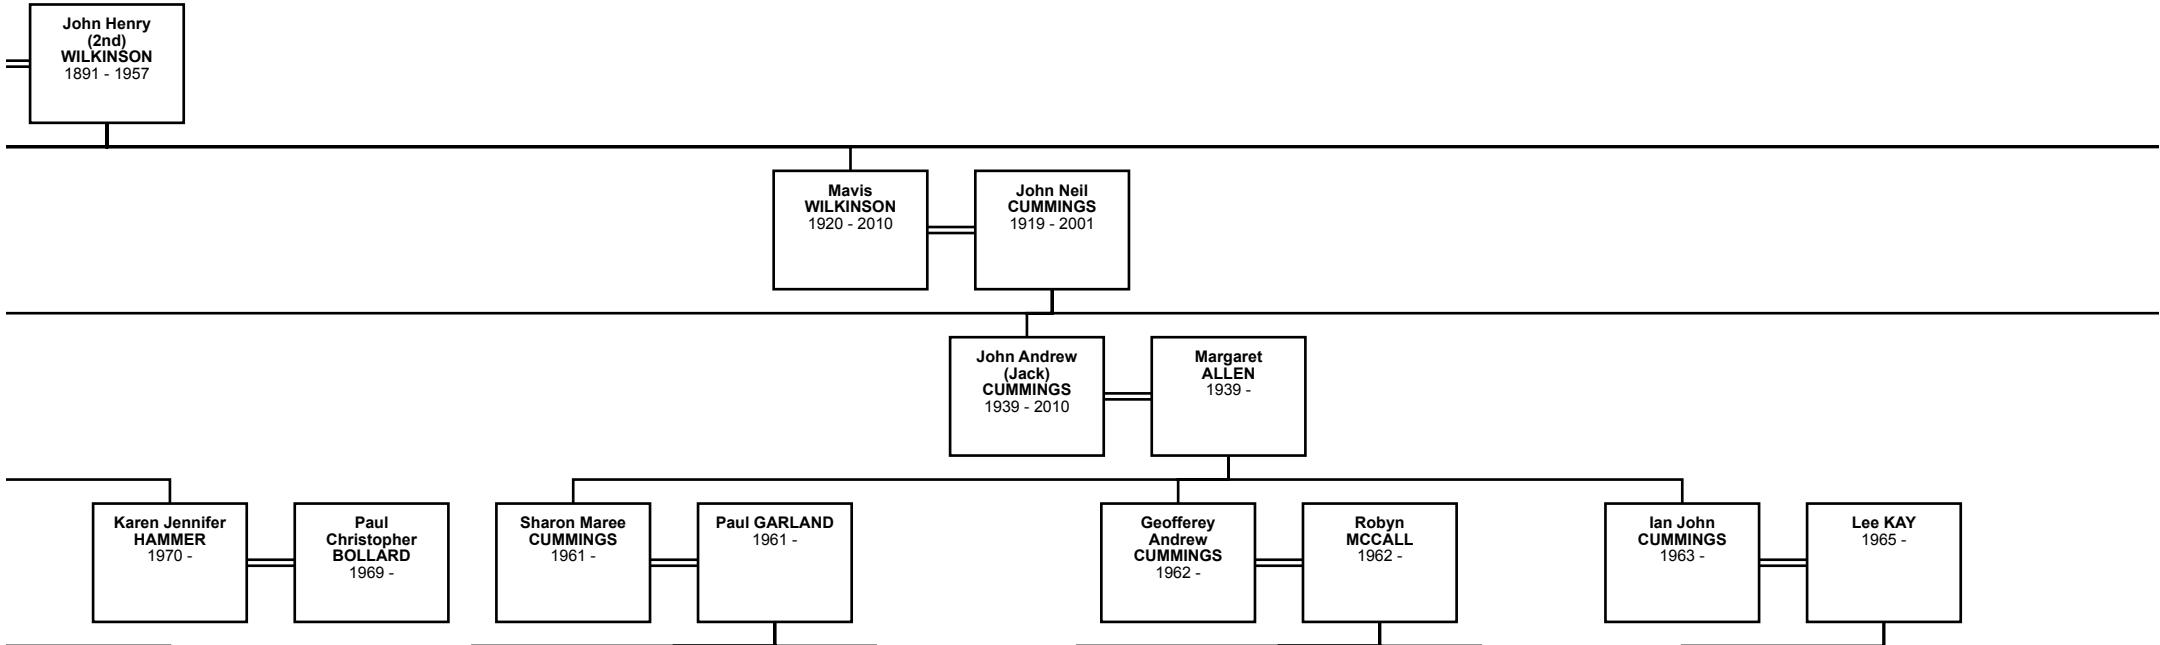 John Henry
(2nd)
WILKINSON
1891 - 1957
Mavis
WILKINSON
1920 - 2010
John Neil
CUMMINGS
1919 - 2001
John Andrew
(Jack)
CUMMINGS
1939 - 2010
Margaret
ALLEN
1939 -
Karen Jennifer
HAMMER
1970 -
Paul
Christopher
BOLLARD
1969 -
Sharon Maree
CUMMINGS
1961 -
Paul GARLAND
1961 -
Geofferey
Andrew
CUMMINGS
1962 -
Robyn
MCCALL
1962 -
Ian John
CUMMINGS
1963 -
Lee KAY
1965 -